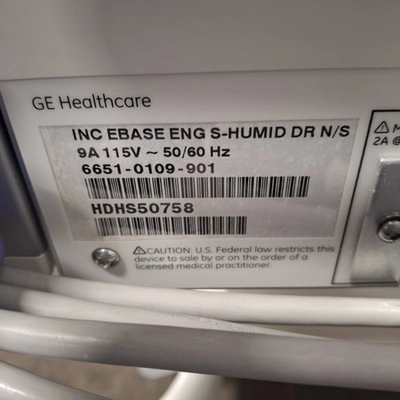 GE Healthcare
INC EBASE ENG S-HUMID DR N/S
9A 115V ~ 50/60 Hz
6651-0109-901
HDHS50758
⚠CAUTION: U.S. Federal law restricts this
device to sale by or on the order of a
licensed medical practitioner.
⚠ M
2A @